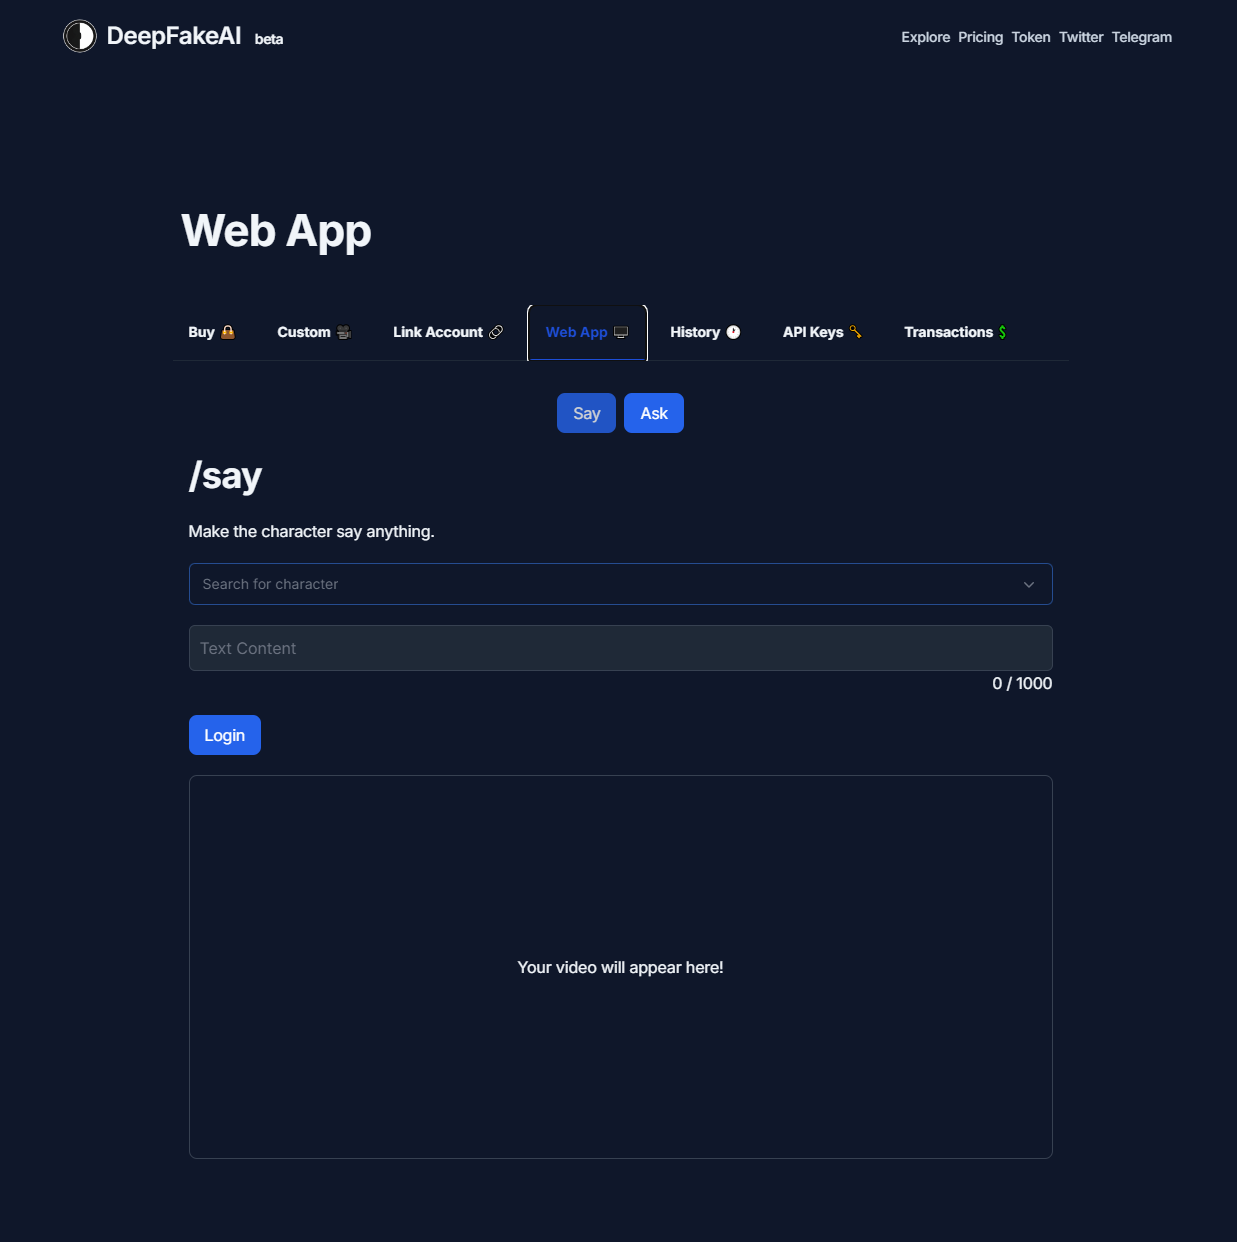 DeepFakeAI beta
Explore Pricing Token Twitter Telegram
Web App
Buy Custom Link Account Web App History API Keys Transactions $
Say Ask
/say
Make the character say anything.
Search for character
Text Content
0 / 1000
Login
Your video will appear here!